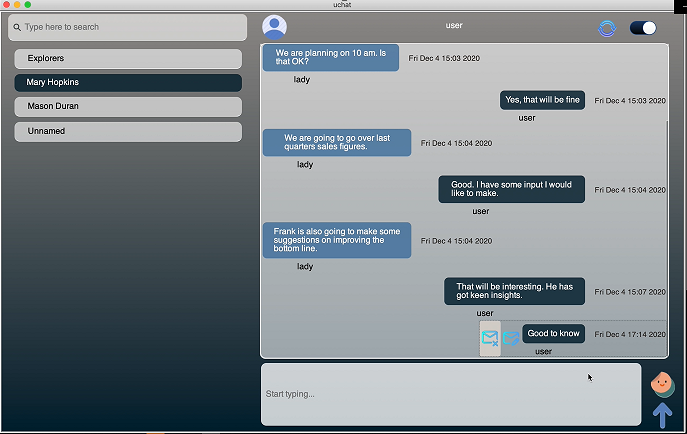 uchat
Type here to search
user
Explorers
Mary Hopkins
Mason Duran
Unnamed
We are planning on 10 am. Is
that OK?
Fri Dec 4 15:03 2020
lady
Yes, that will be fine
Fri Dec 4 15:03 2020
user
We are going to go over last
quarters sales figures.
Fri Dec 4 15:04 2020
lady
Good. I have some input I would
like to make.
Fri Dec 4 15:04 2020
user
Frank is also going to make some
suggestions on improving the
bottom line.
Fri Dec 4 15:04 2020
lady
That will be interesting. He has
got keen insights.
Fri Dec 4 15:07 2020
user
Good to know
Fri Dec 4 17:14 2020
user
Start typing...